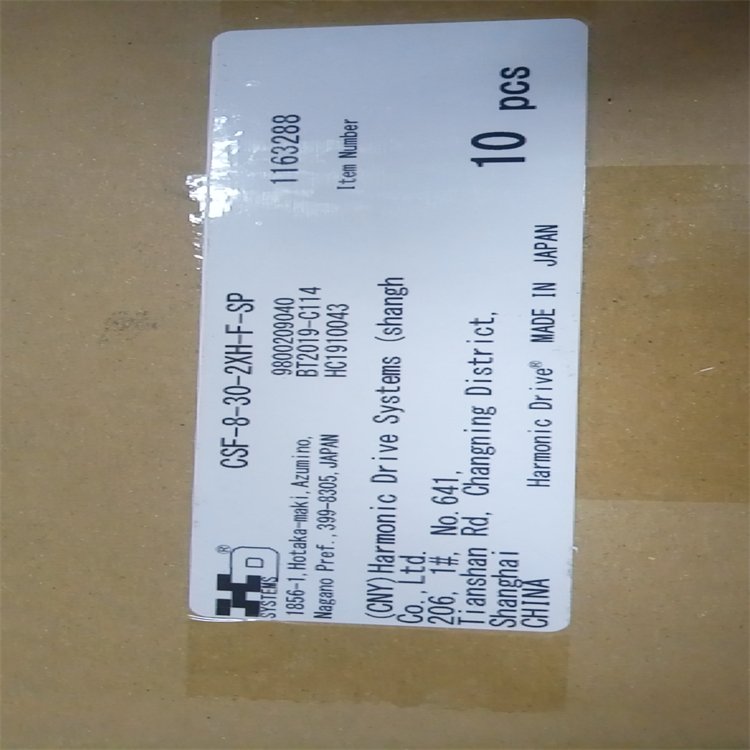 HD
®
SYSTEMS
CSF-8-30-2XH-F-SP
1163288
1856-1, Hotaka-maki, Azumino,
Nagano Pref., 399-8305, JAPAN
9800209040
BT2019-C114
HC1910043
Item Number
(CNY)Harmonic Drive Systems (shangh
Co., Ltd.
206, 1#, No. 641,
Tianshan Rd, Changning District,
Shanghai
CHINA
10 pcs
Harmonic Drive® MADE IN JAPAN